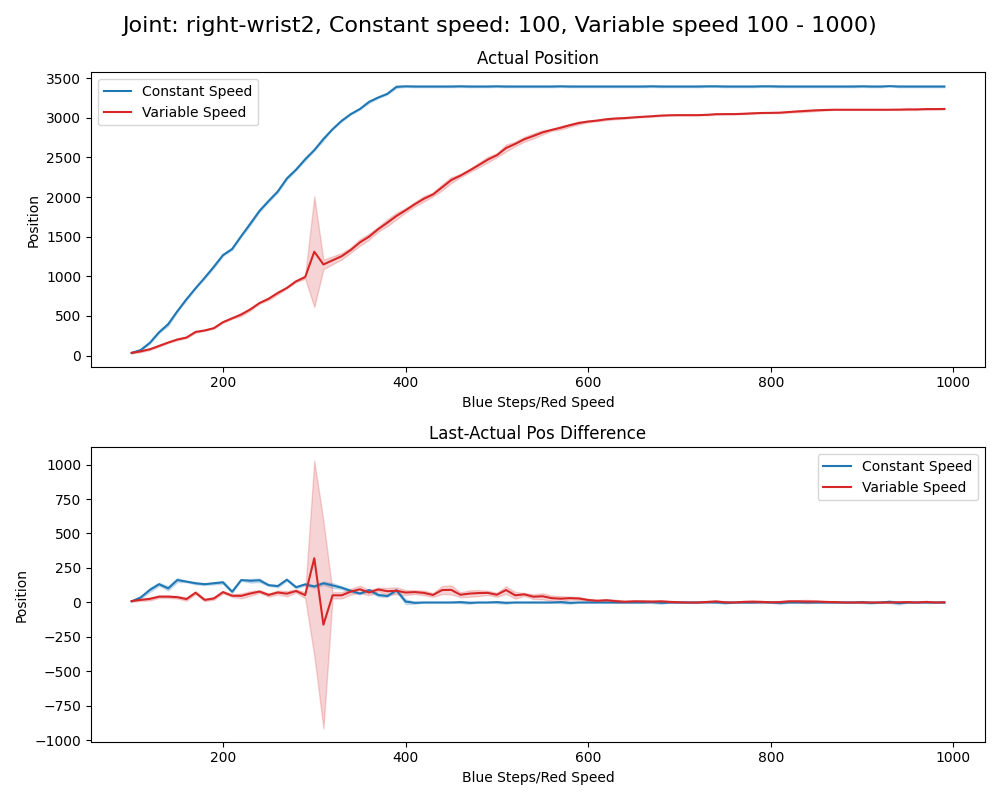 Joint: right-wrist2, Constant speed: 100, Variable speed 100 - 1000)
Actual Position
Constant Speed
Variable Speed
3500
3000
2500
2000
1500
1000
500
0
Position
200 400 600 800 1000
Blue Steps/Red Speed
Last-Actual Pos Difference
Constant Speed
Variable Speed
1000
750
500
250
0
−250
−500
−750
−1000
Position
200 400 600 800 1000
Blue Steps/Red Speed